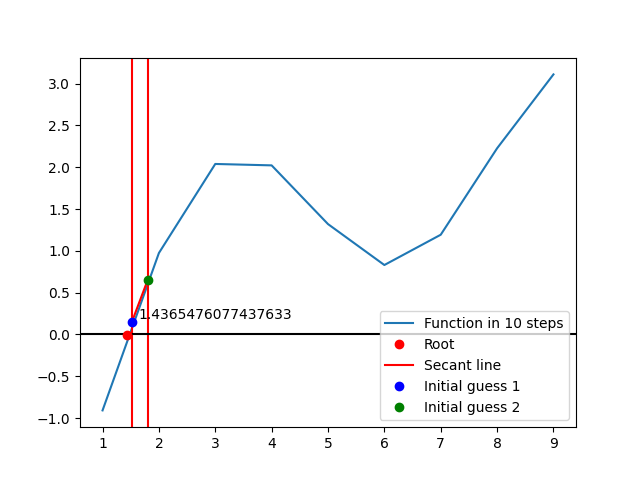 3.0
2.5
2.0
1.5
1.0
0.5
0.0
−0.5
−1.0
1.4365476077437633
Function in 10 steps
Root
Secant line
Initial guess 1
Initial guess 2
1 2 3 4 5 6 7 8 9